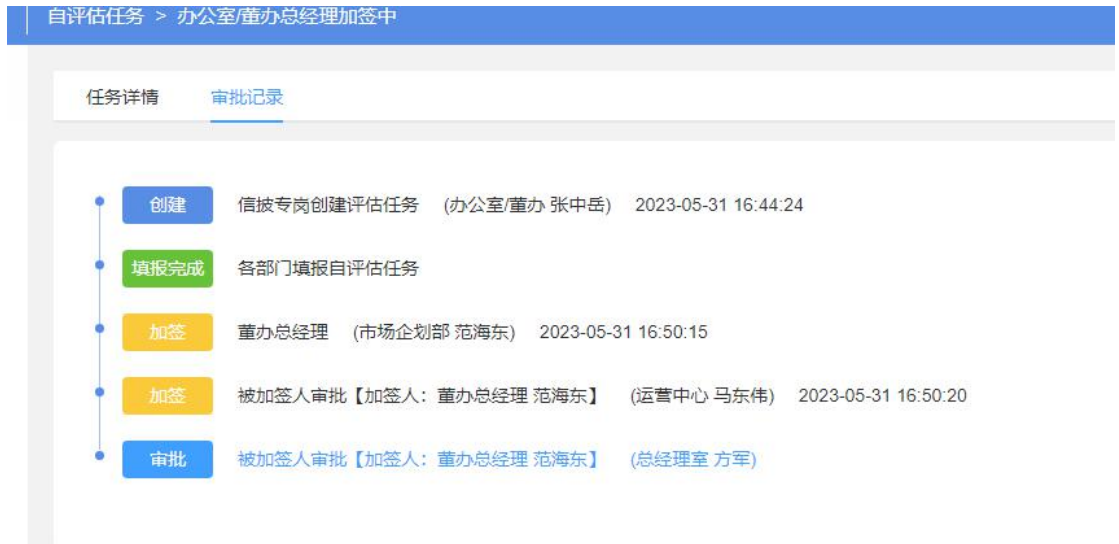 自评估任务 > 办公室/董办总经理加签中
任务详情 审批记录
创建 信披专岗创建评估任务 (办公室/董办 张中岳) 2023-05-31 16:44:24
填报完成 各部门填报自评估任务
加签 董办总经理 (市场企划部 范海东) 2023-05-31 16:50:15
加签 被加签人审批【加签人：董办总经理 范海东】 (运营中心 马东伟) 2023-05-31 16:50:20
审批 被加签人审批【加签人：董办总经理 范海东】 (总经理室 方军)